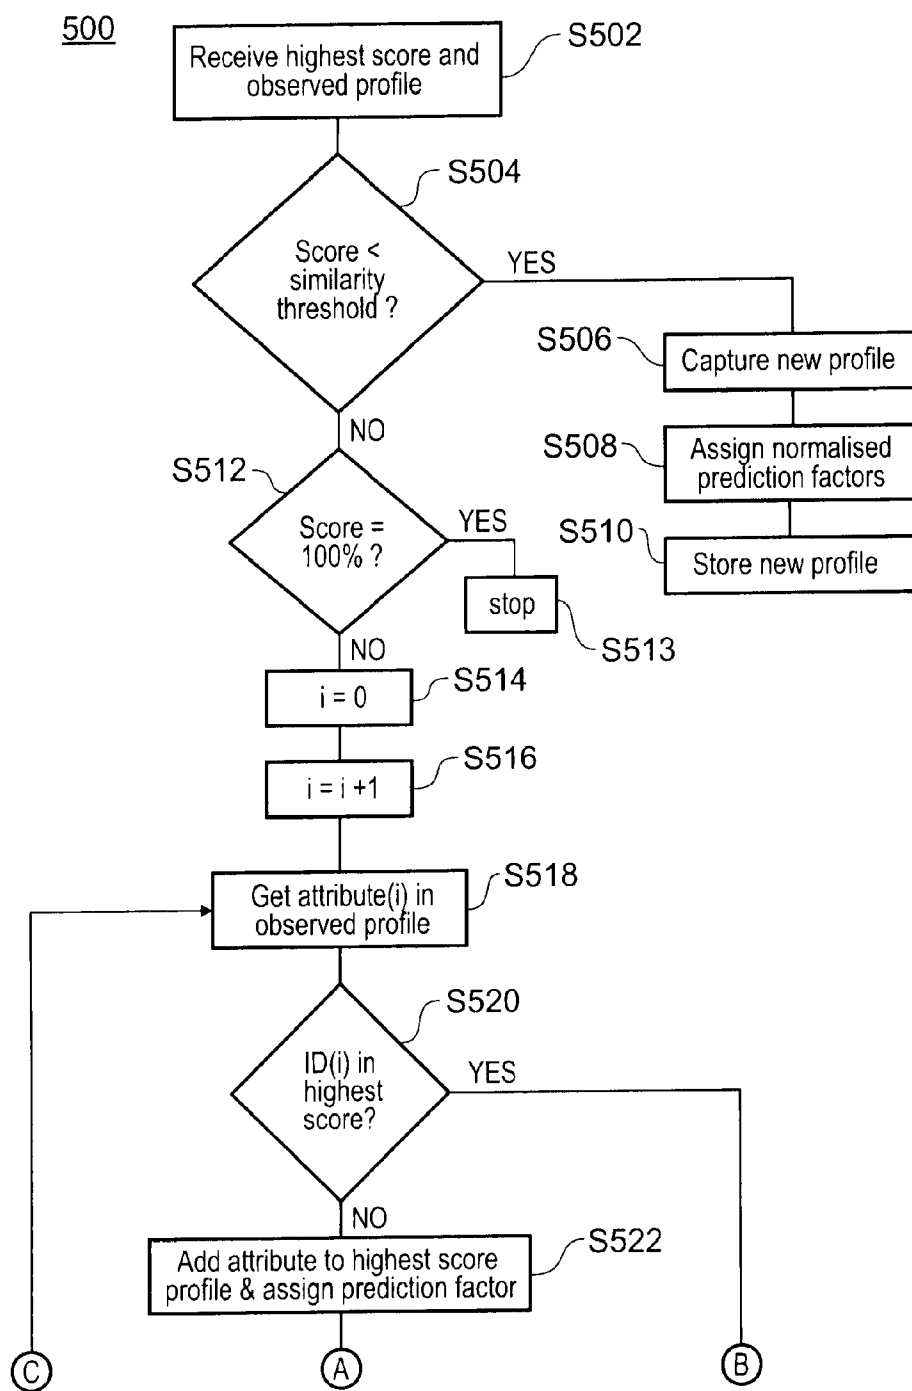 500
Receive highest score and
observed profile
S502
Score <
similarity
threshold ?
S504
YES
S506
Capture new profile
S508
Assign normalised
prediction factors
S510
Store new profile
NO
S512
Score =
100% ?
YES
stop
S513
NO
i = 0
S514
i = i +1
S516
Get attribute(i) in
observed profile
S518
ID(i) in
highest
score?
S520
YES
NO
Add attribute to highest score
profile & assign prediction factor
S522
C
A
B